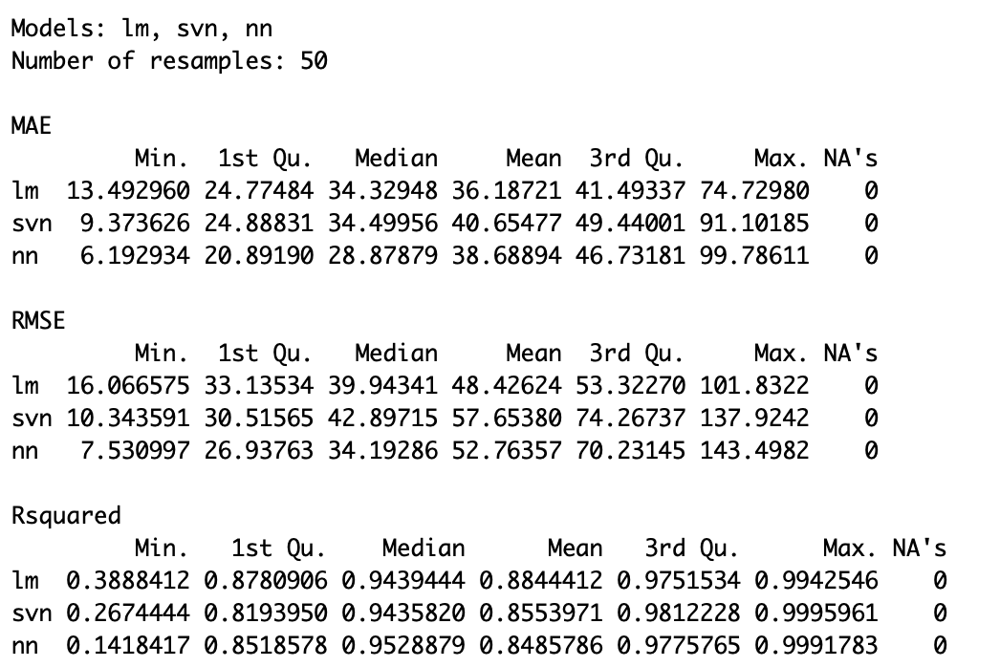 Models: lm, svn, nn
Number of resamples: 50
MAE
Min. 1st Qu. Median Mean 3rd Qu. Max. NA's
lm 13.492960 24.77484 34.32948 36.18721 41.49337 74.72980 0
svn 9.373626 24.88831 34.49956 40.65477 49.44001 91.10185 0
nn 6.192934 20.89190 28.87879 38.68894 46.73181 99.78611 0
RMSE
Min. 1st Qu. Median Mean 3rd Qu. Max. NA's
lm 16.066575 33.13534 39.94341 48.42624 53.32270 101.8322 0
svn 10.343591 30.51565 42.89715 57.65380 74.26737 137.9242 0
nn 7.530997 26.93763 34.19286 52.76357 70.23145 143.4982 0
Rsquared
Min. 1st Qu. Median Mean 3rd Qu. Max. NA's
lm 0.3888412 0.8780906 0.9439444 0.8844412 0.9751534 0.9942546 0
svn 0.2674444 0.8193950 0.9435820 0.8553971 0.9812228 0.9995961 0
nn 0.1418417 0.8518578 0.9528879 0.8485786 0.9775765 0.9991783 0